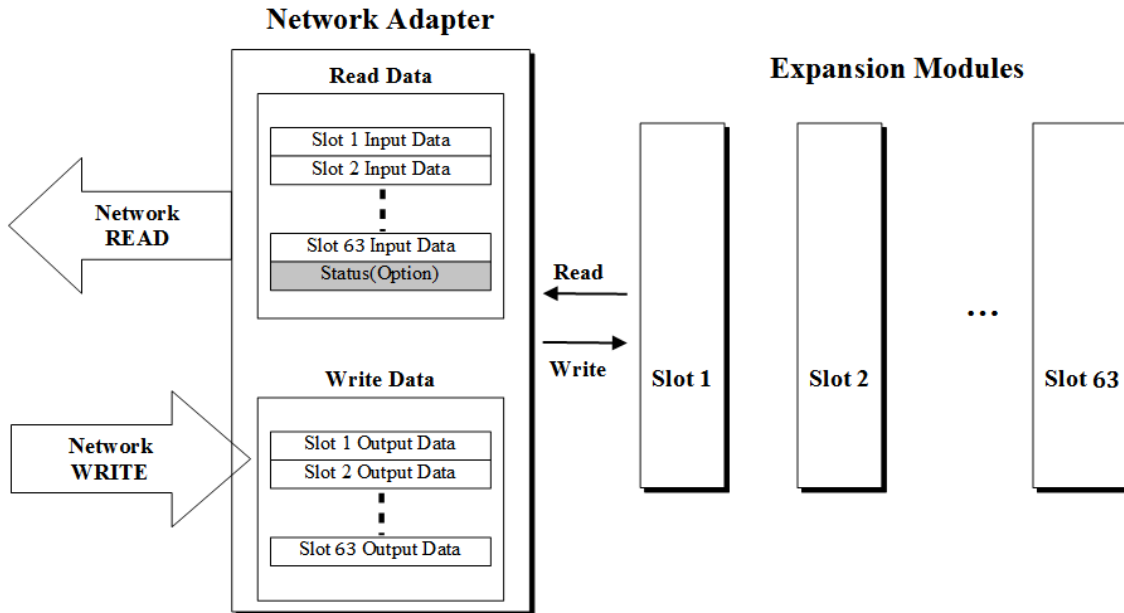 Network Adapter
Read Data
Slot 1 Input Data
Slot 2 Input Data
Slot 63 Input Data
Status(Option)
Network
READ
Write Data
Slot 1 Output Data
Slot 2 Output Data
Slot 63 Output Data
Network
WRITE
Read
Write
Expansion Modules
Slot 1
Slot 2
...
Slot 63